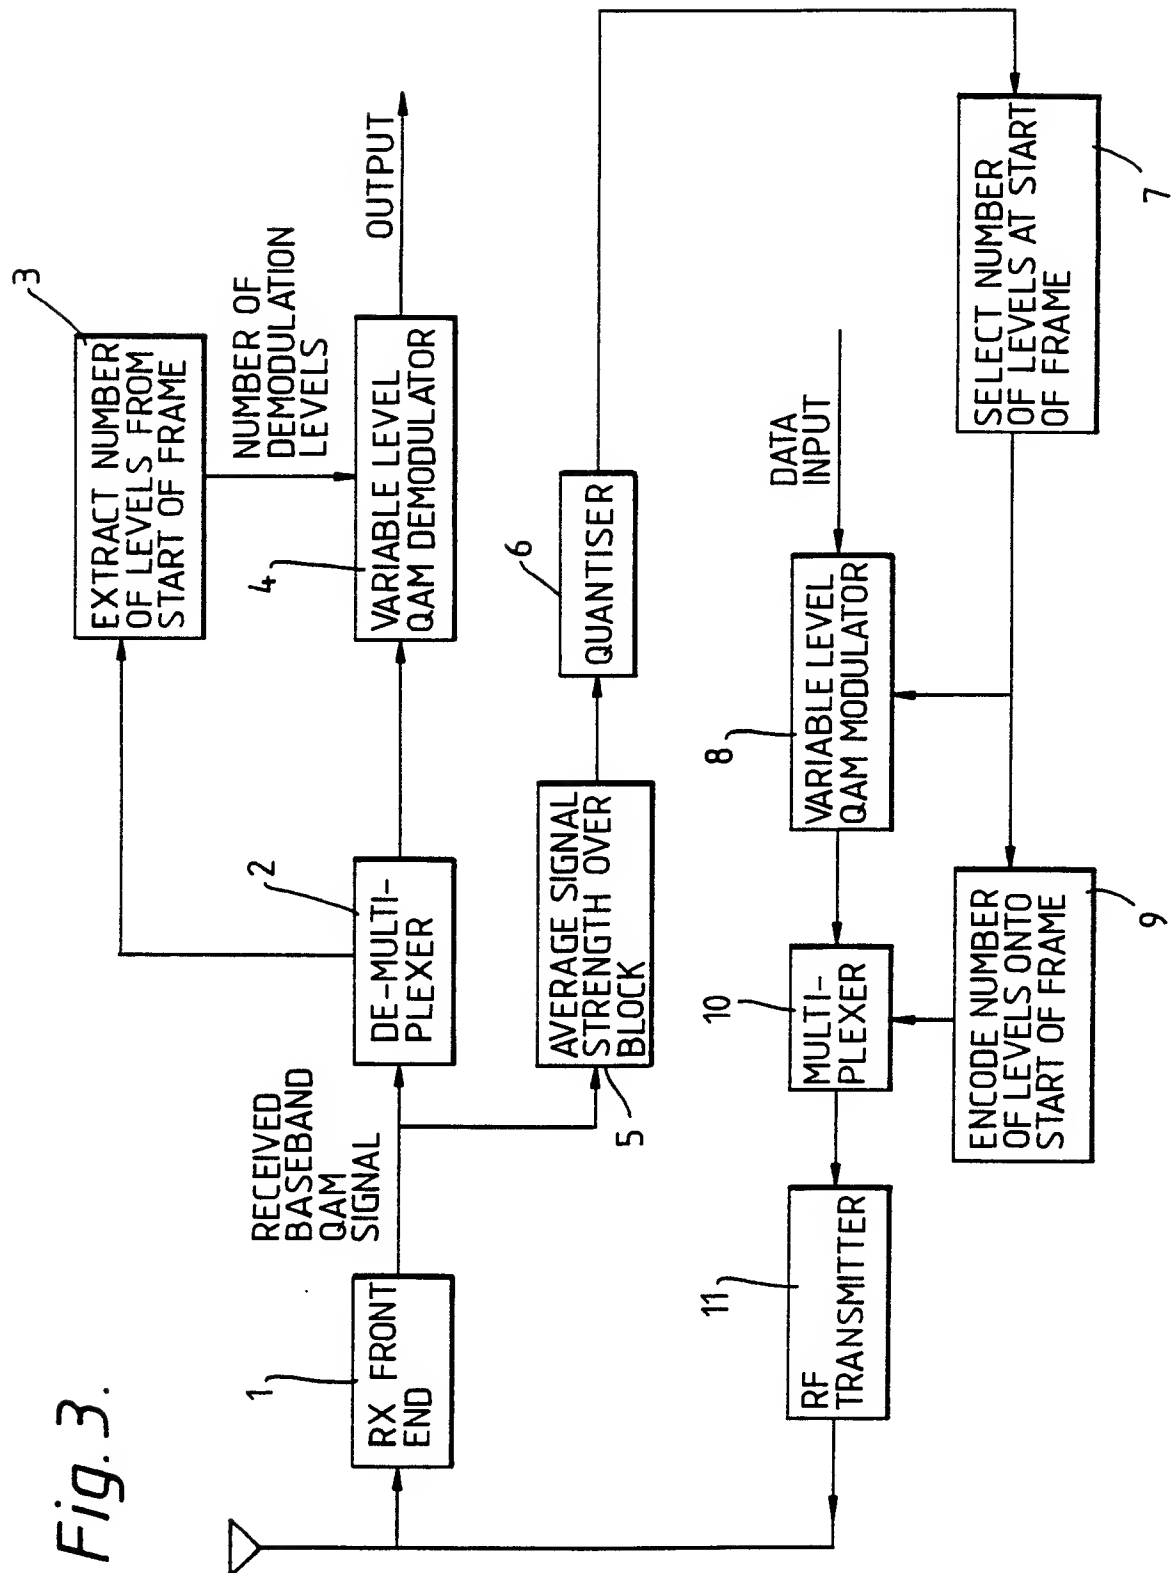 Fig. 3.
1
RX FRONT
END
RECEIVED
BASEBAND
QAM
SIGNAL
2
DE-MULTI-
PLEXER
3
EXTRACT NUMBER
OF LEVELS FROM
START OF FRAME
NUMBER OF
DEMODULATION
LEVELS
4
VARIABLE LEVEL
QAM DEMODULATOR
OUTPUT
5
AVERAGE SIGNAL
STRENGTH OVER
BLOCK
6
QUANTISER
7
SELECT NUMBER
OF LEVELS AT START
OF FRAME
DATA
INPUT
8
VARIABLE LEVEL
QAM MODULATOR
9
ENCODE NUMBER
OF LEVELS ONTO
START OF FRAME
10
MULTI-
PLEXER
11
RF
TRANSMITTER